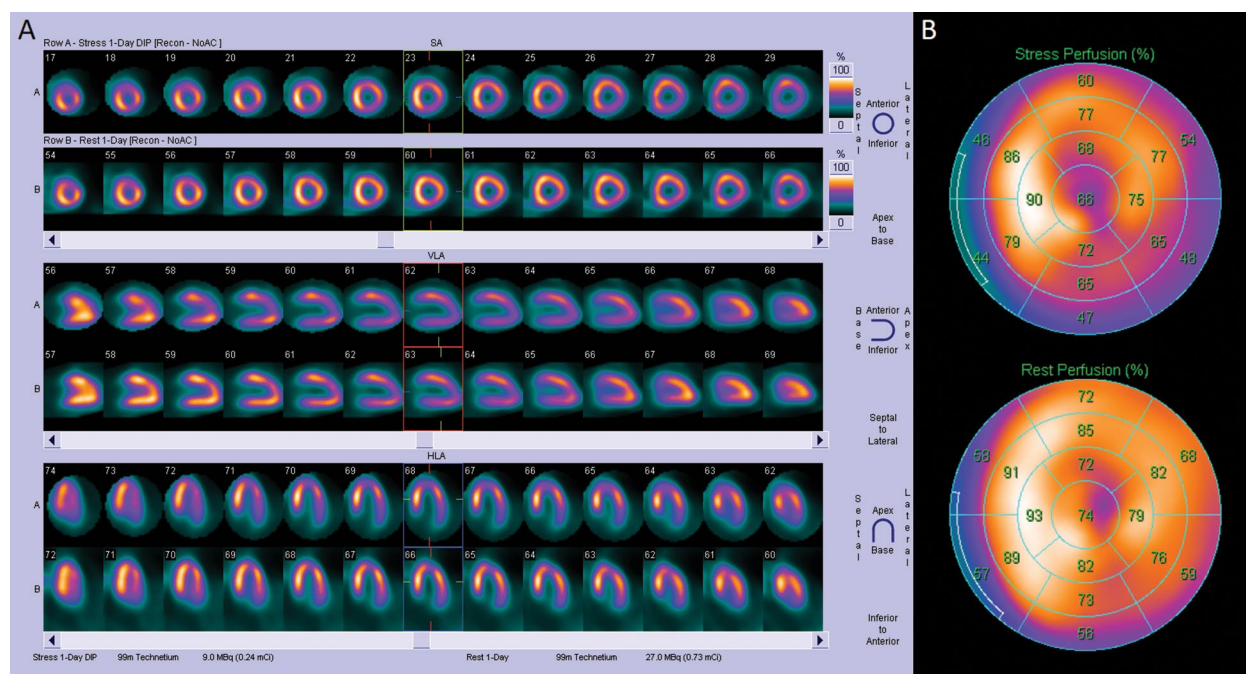 A
Row A - Stress 1-Day DIP [Recon - NoAC ]
SA
17 18 19 20 21 22 23 24 25 26 27 28 29
A
%
100
0
Septal
Anterior
Inferior
Lateral
Row B - Rest 1-Day [Recon - NoAC ]
54 55 56 57 58 59 60 61 62 63 64 65 66
B
%
100
0
Apex
to
Base
VLA
56 57 58 59 60 61 62 63 64 65 66 67 68
A
Base
Anterior
Inferior
Apex
57 58 59 60 61 62 63 64 65 66 67 68 69
B
Septal
to
Lateral
HLA
74 73 72 71 70 69 68 67 66 65 64 63 62
A
Septal
Apex
Base
Lateral
72 71 70 69 68 67 66 65 64 63 62 61 60
B
Inferior
to
Anterior
Stress 1-Day DIP 99m Technetium 9.0 MBq (0.24 mCi) Rest 1-Day 99m Technetium 27.0 MBq (0.73 mCi)
B
Stress Perfusion (%)
60
77
46 54
86 68 77
90 66 75
79 72 65
44 48
65
47
Rest Perfusion (%)
72
85
58 68
91 72 82
93 74 79
89 82 76
57 59
73
56